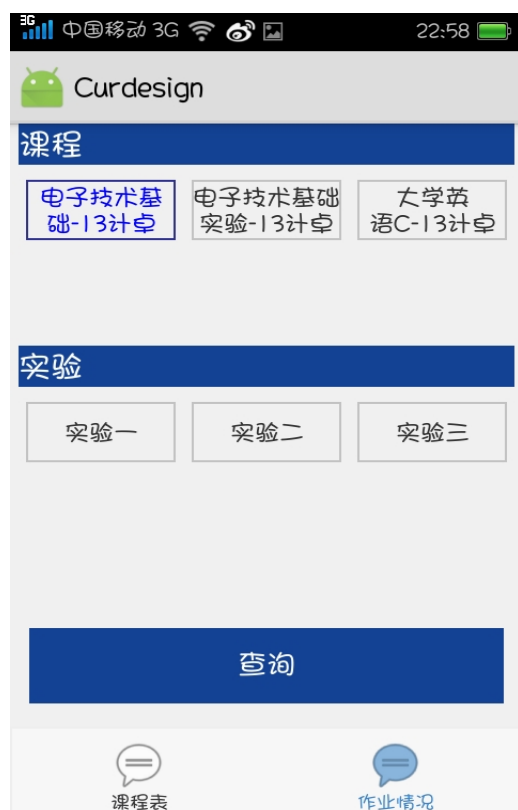 3G 中国移动 3G 22:58
Curdesign
课程
电子技术基
础-13计卓
电子技术基础
实验-13计卓
大学英
语C-13计卓
实验
实验一
实验二
实验三
查询
课程表
作业情况